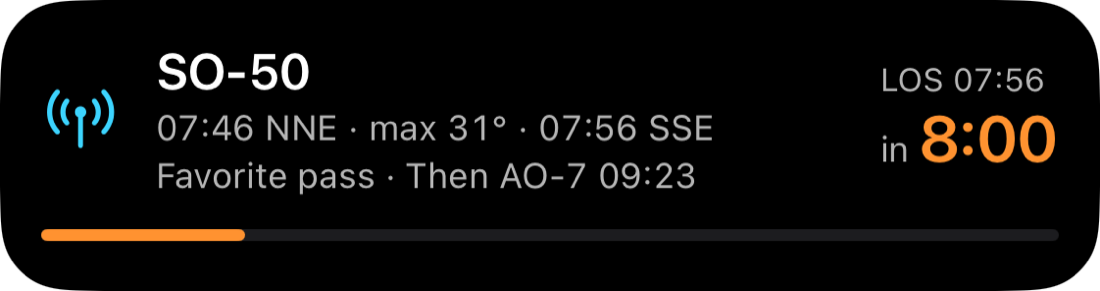 SO-50
07:46 NNE · max 31° · 07:56 SSE
Favorite pass · Then AO-7 09:23
LOS 07:56
in 8:00